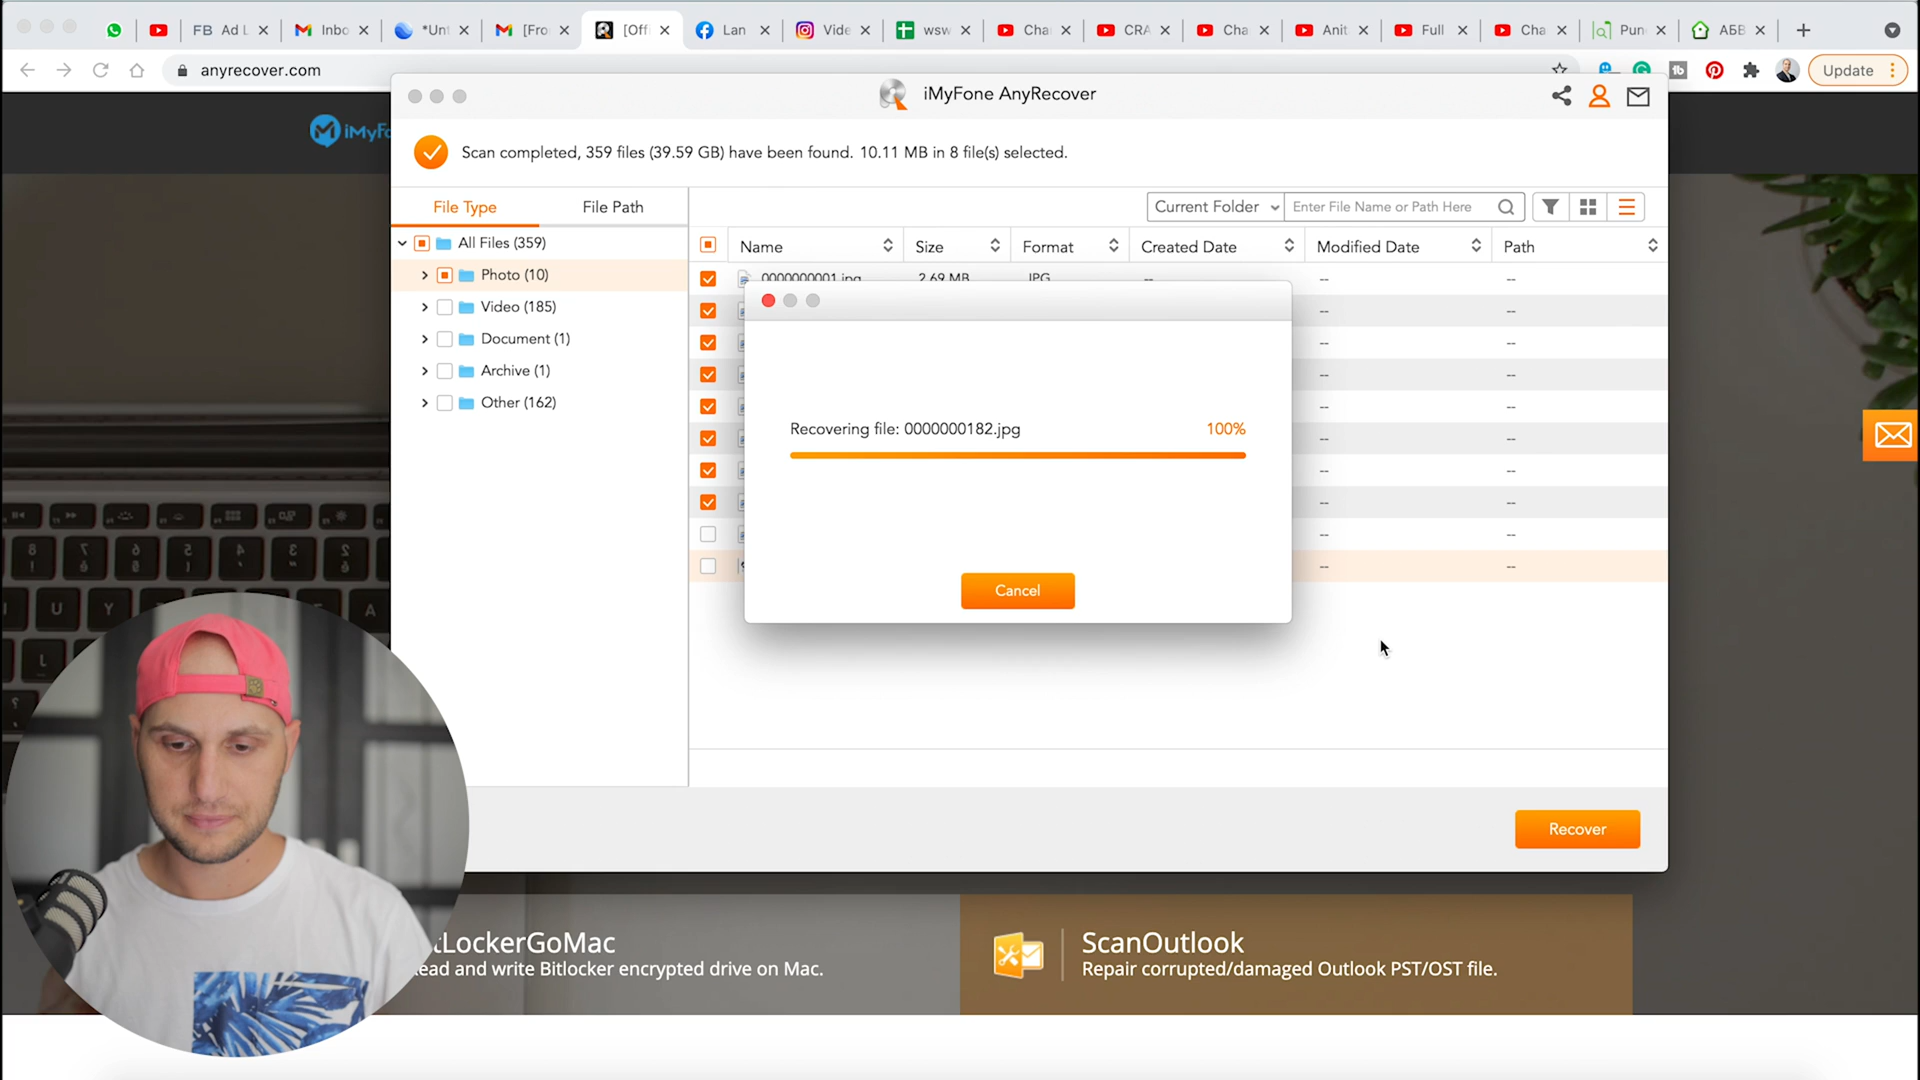 FB Ad L
Inbo
*Unt
[Fro
[Offi
Lan
Vide
wsw
Cha
CRA
Cha
Anit
Full
Cha
Pun
АБВ
anyrecover.com
Update
iMyFone AnyRecover
iMyFo
Scan completed, 359 files (39.59 GB) have been found. 10.11 MB in 8 file(s) selected.
File Type
File Path
Current Folder
Enter File Name or Path Here
All Files (359)
Photo (10)
Video (185)
Document (1)
Archive (1)
Other (162)
Name
Size
Format
Created Date
Modified Date
Path
0000000001.jpg 2.69 MB JPG -- -- --
-- --
-- --
-- --
-- --
-- --
-- --
-- --
-- --
-- --
Recovering file: 0000000182.jpg 100%
Cancel
Recover
tLockerGoMac
ead and write Bitlocker encrypted drive on Mac.
ScanOutlook
Repair corrupted/damaged Outlook PST/OST file.